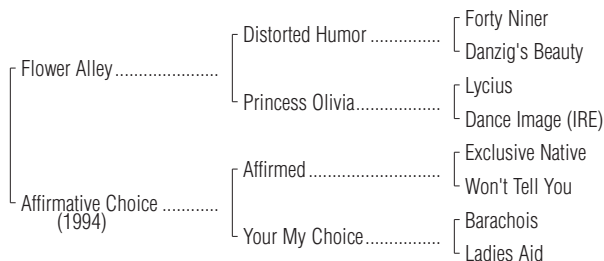 Forty Niner
Distorted Humor ................
Danzig's Beauty
Flower Alley .......................
Lycius
Princess Olivia...................
Dance Image (IRE)
Exclusive Native
Affirmed .............................
Won't Tell You
Affirmative Choice ............
(1994)
Barachois
Your My Choice.................
Ladies Aid